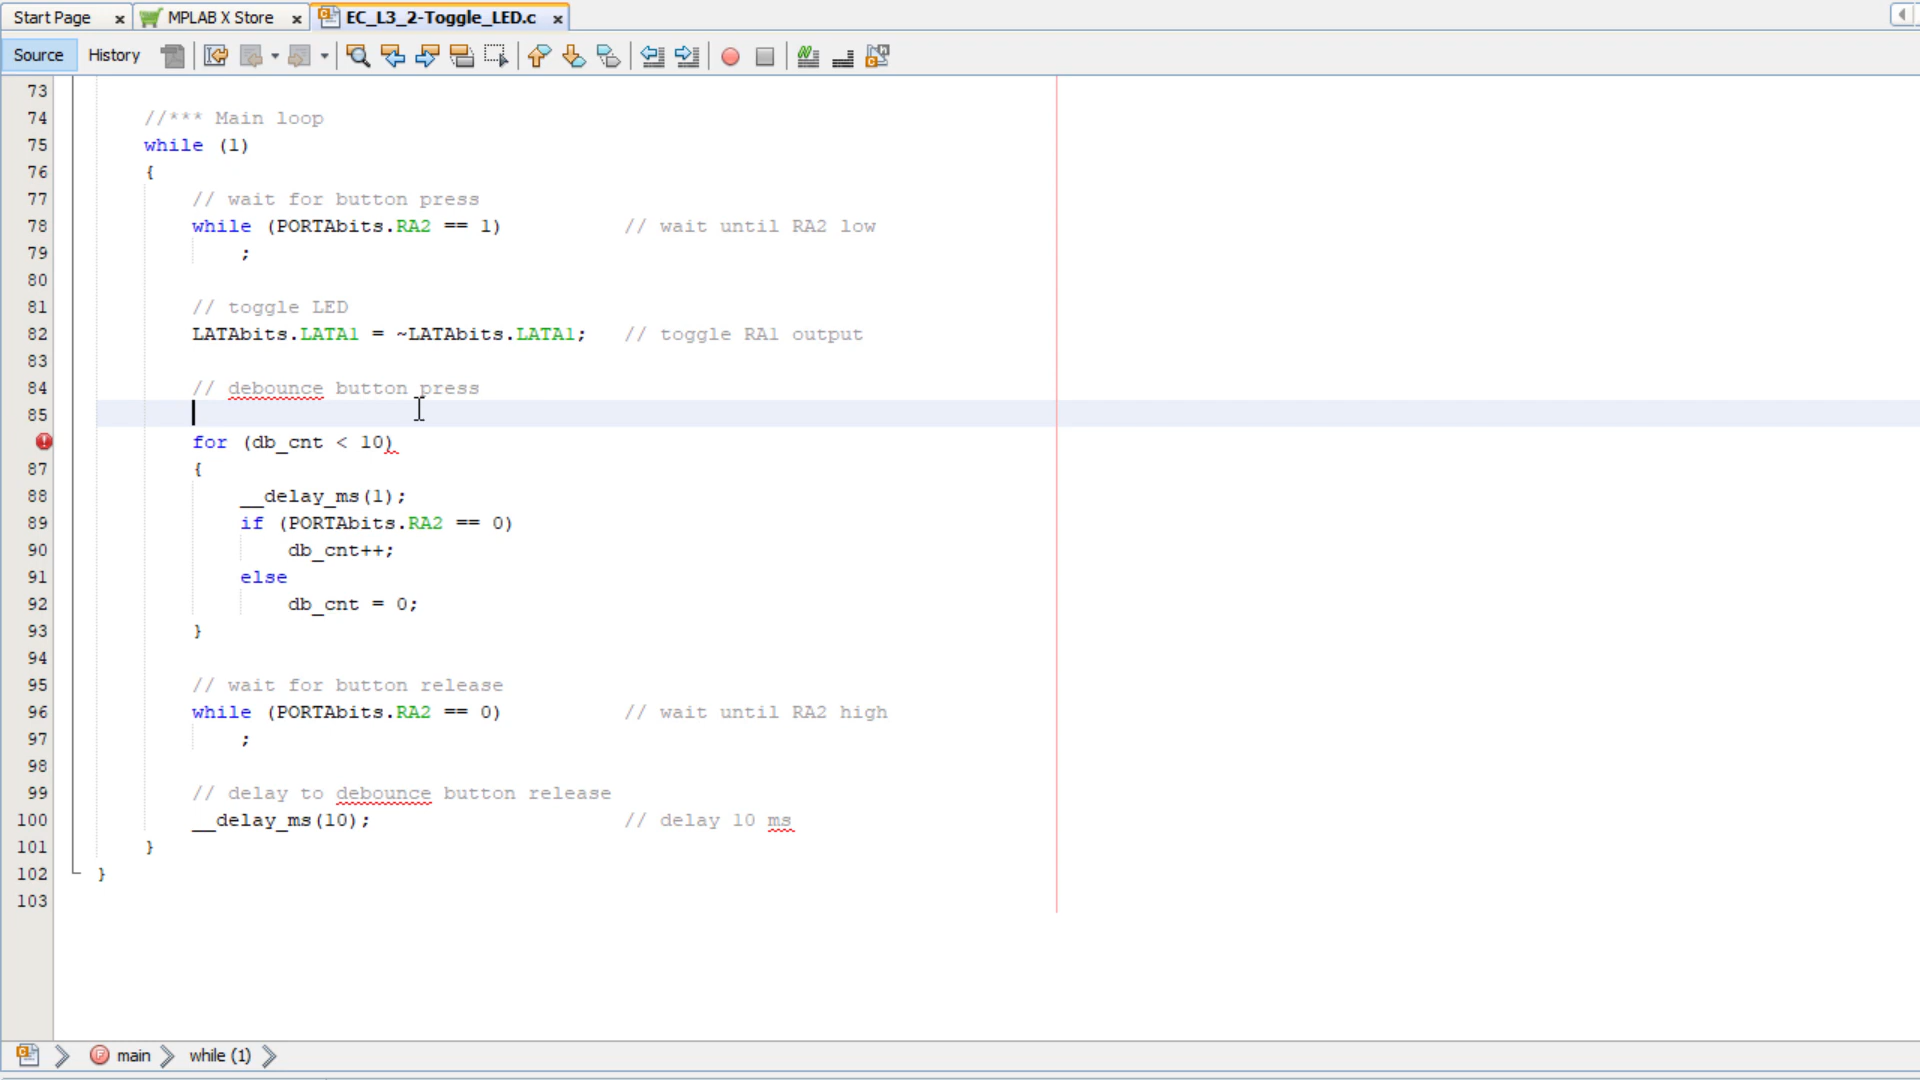 Start Page × MPLAB X Store × EC_L3_2-Toggle_LED.c ×
Source History
73
74 //*** Main loop
75 while (1)
76 {
77 // wait for button press
78 while (PORTAbits.RA2 == 1) // wait until RA2 low
79 ;
80
81 // toggle LED
82 LATAbits.LATA1 = ~LATAbits.LATA1; // toggle RA1 output
83
84 // debounce button press
85
for (db_cnt < 10)
87 {
88 __delay_ms(1);
89 if (PORTAbits.RA2 == 0)
90 db_cnt++;
91 else
92 db_cnt = 0;
93 }
94
95 // wait for button release
96 while (PORTAbits.RA2 == 0) // wait until RA2 high
97 ;
98
99 // delay to debounce button release
100 __delay_ms(10); // delay 10 ms
101 }
102 }
103
main while (1)